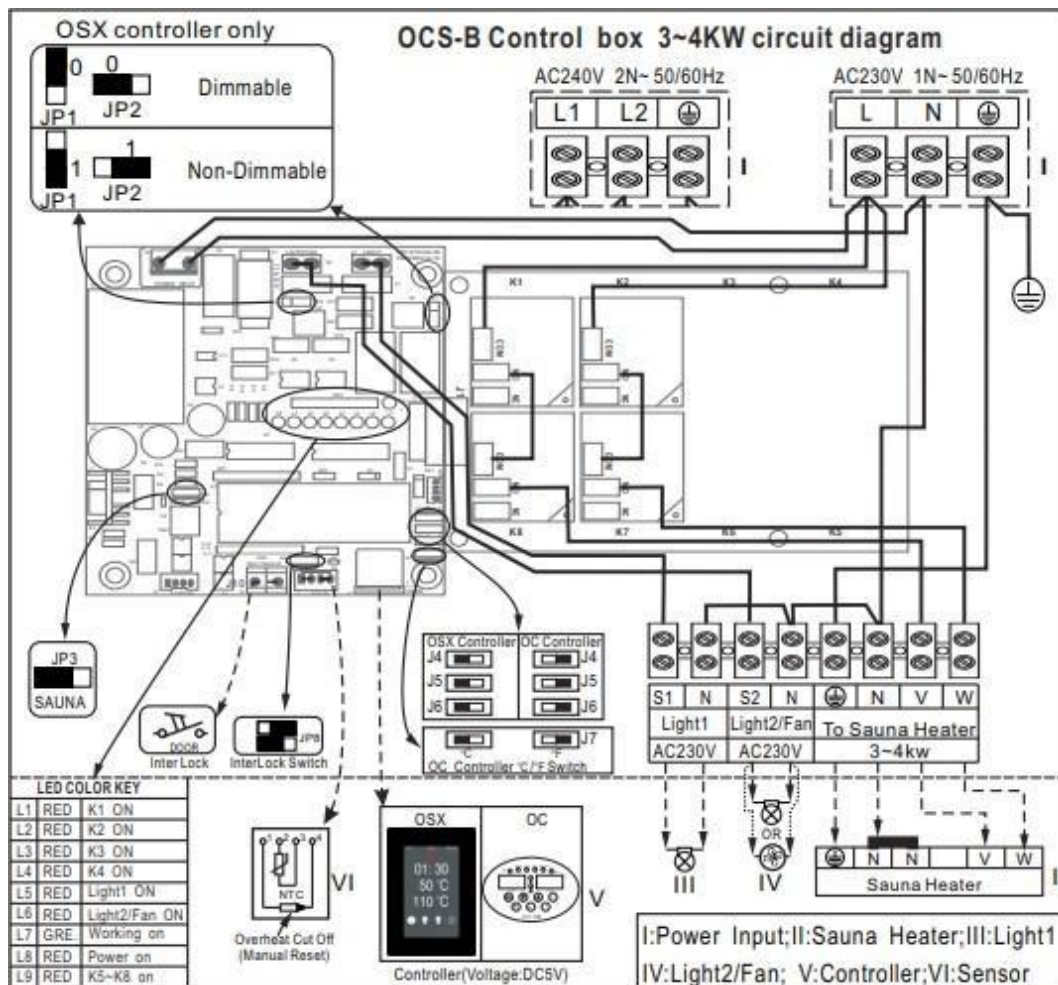 OSX controller only
0
0
JP1
JP2
Dimmable
1
1
JP1
JP2
Non-Dimmable
OCS-B Control box 3~4KW circuit diagram
AC240V 2N~ 50/60Hz
L1 L2
I
AC230V 1N~ 50/60Hz
L N
I
K1 K2 K3 K4
K8 K7 K6 K5
JP3
SAUNA
DOOR
InterLock
JP8
InterLock Switch
OSX Controller OC Controller
J4 J4
J5 J5
J6 J6
J7
°C °F
OC Controller °C/°F Switch
S1 N S2 N N V W
Light1 Light2/Fan To Sauna Heater
AC230V AC230V 3~4kw
LED COLOR KEY
L1 RED K1 ON
L2 RED K2 ON
L3 RED K3 ON
L4 RED K4 ON
L5 RED Light1 ON
L6 RED Light2/Fan ON
L7 GRE. Working on
L8 RED Power on
L9 RED K5~K8 on
1 2 3 4
NTC
VI
Overheat Cut Off
(Manual Reset)
OSX OC
01:30
50 °C
110 °C
V
Controller(Voltage:DC5V)
III
OR
IV
N N V W
Sauna Heater
I:Power Input;II:Sauna Heater;III:Light1
IV:Light2/Fan; V:Controller;VI:Sensor